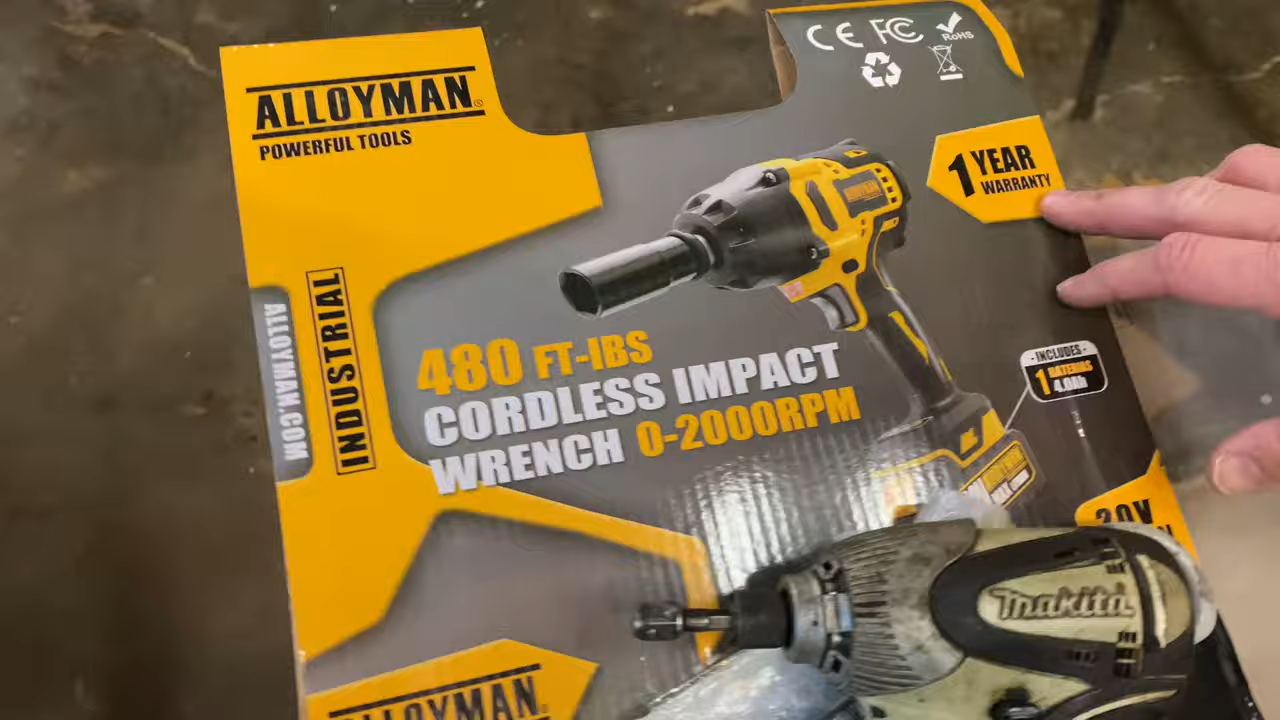 ALLOYMAN®
POWERFUL TOOLS
CE FC RoHS
1 YEAR
WARRANTY
INDUSTRIAL
ALLOYMAN.COM
480 FT-IBS
CORDLESS IMPACT
WRENCH 0-2000RPM
- INCLUDES -
1 BATERIAS
4.0Ah
20V
makita
ALLOYMAN